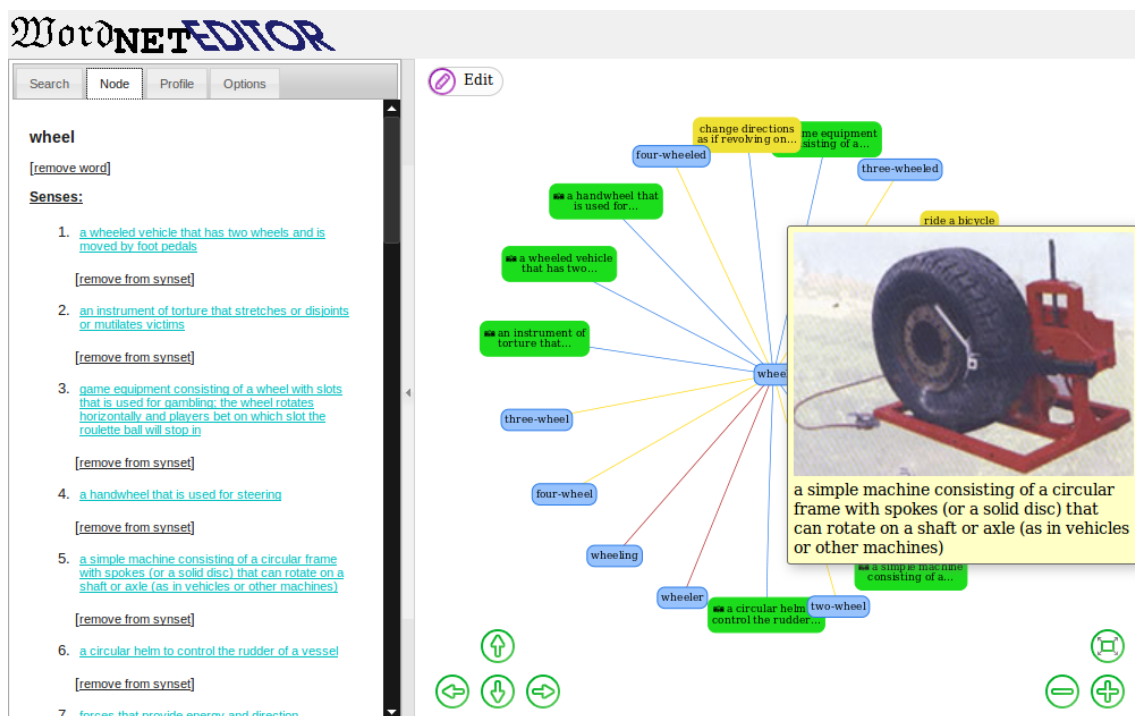 WordNET EDITOR
Search Node Profile Options
wheel
[remove word]
Senses:
1. a wheeled vehicle that has two wheels and is
moved by foot pedals
[remove from synset]
2. an instrument of torture that stretches or disjoints
or mutilates victims
[remove from synset]
3. game equipment consisting of a wheel with slots
that is used for gambling; the wheel rotates
horizontally and players bet on which slot the
roulette ball will stop in
[remove from synset]
4. a handwheel that is used for steering
[remove from synset]
5. a simple machine consisting of a circular frame
with spokes (or a solid disc) that can rotate on a
shaft or axle (as in vehicles or other machines)
[remove from synset]
6. a circular helm to control the rudder of a vessel
[remove from synset]
7. forces that provide energy and direction
Edit
change directions
as if revolving on...
equipment
of a...
four-wheeled
three-wheeled
a handwheel that
is used for...
ride a bicycle
a wheeled vehicle
that has two...
an instrument of
torture that...
three-wheel
four-wheel
wheeling
wheeler
a circular helm
control the rudder...
two-wheel
a simple machine
consisting of a...
a simple machine consisting of a circular
frame with spokes (or a solid disc) that
can rotate on a shaft or axle (as in vehicles
or other machines)